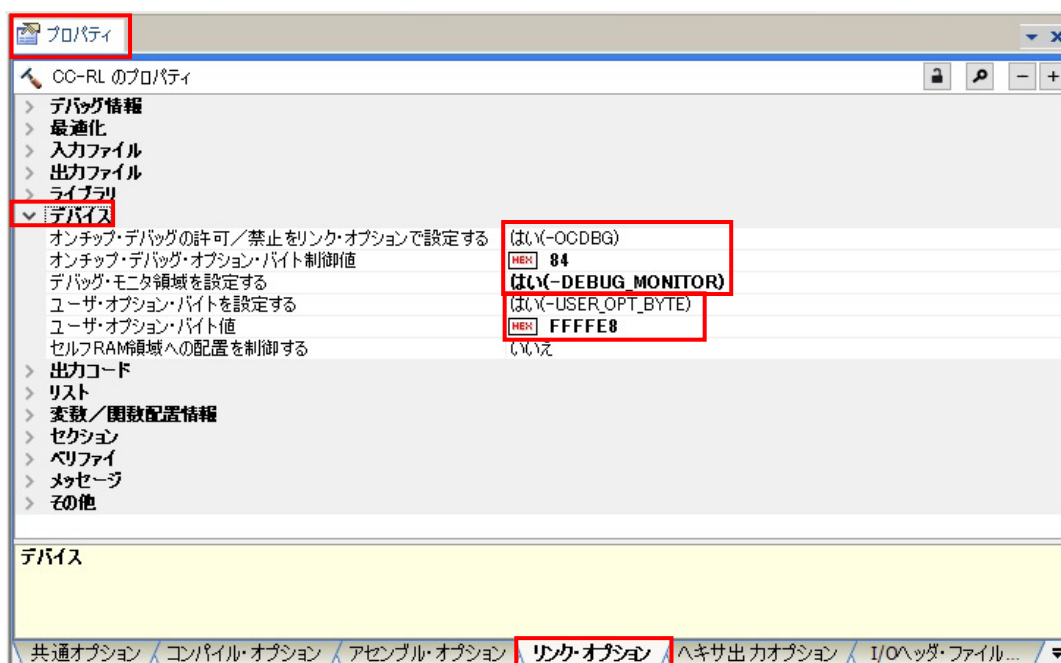 プロパティ
CC-RL のプロパティ
デバッグ情報
最適化
入力ファイル
出力ファイル
ライブラリ
デバイス
オンチップ・デバッグの許可／禁止をリンク・オプションで設定する はい(-OCDBG)
オンチップ・デバッグ・オプション・バイト制御値 HEX 84
デバッグ・モニタ領域を設定する はい(-DEBUG_MONITOR)
ユーザ・オプション・バイトを設定する はい(-USER_OPT_BYTE)
ユーザ・オプション・バイト値 HEX FFFFE8
セルフRAM領域への配置を制御する いいえ
出力コード
リスト
変数／関数配置情報
セクション
ベリファイ
メッセージ
その他
デバイス
共通オプション コンパイル・オプション アセンブル・オプション リンク・オプション ヘキサ出力オプション I/Oヘッダ・ファイル...